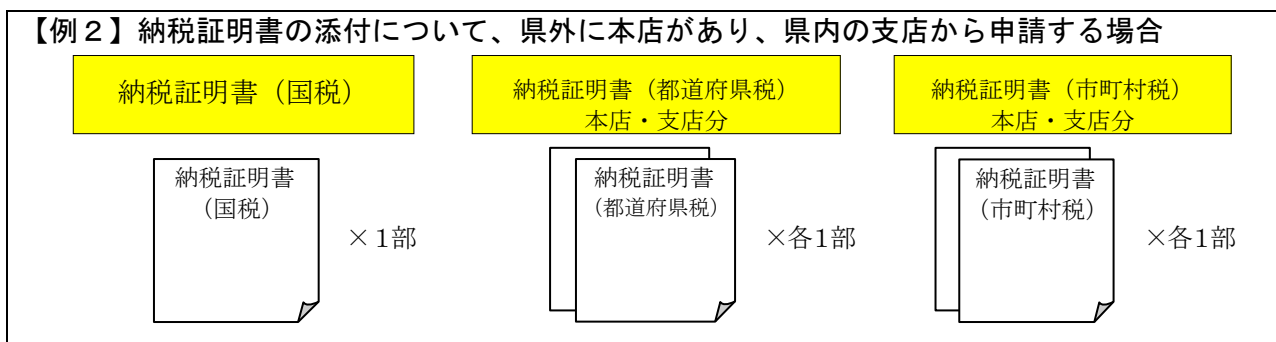 【例２】納税証明書の添付について、県外に本店があり、県内の支店から申請する場合
納税証明書（国税）
納税証明書（都道府県税）
本店・支店分
納税証明書（市町村税）
本店・支店分
納税証明書
（国税）
×１部
納税証明書
（都道府県税）
×各1部
納税証明書
（市町村税）
×各1部